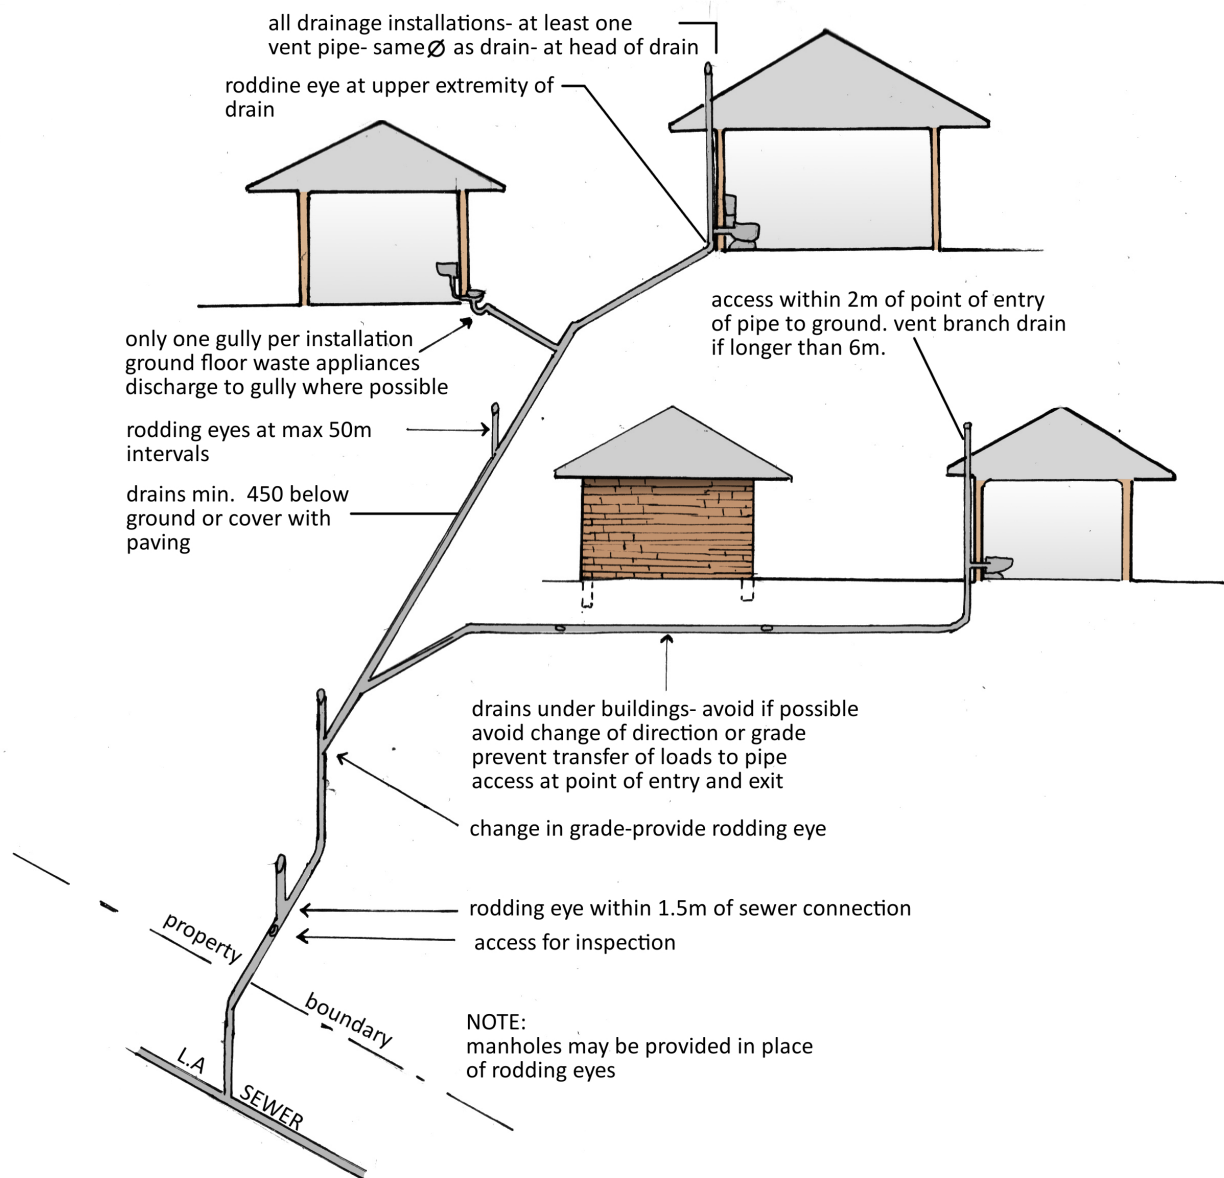 all drainage installations- at least one
vent pipe- same Ø as drain- at head of drain
roddine eye at upper extremity of
drain
access within 2m of point of entry
of pipe to ground. vent branch drain
if longer than 6m.
only one gully per installation
ground floor waste appliances
discharge to gully where possible
rodding eyes at max 50m
intervals
drains min. 450 below
ground or cover with
paving
drains under buildings- avoid if possible
avoid change of direction or grade
prevent transfer of loads to pipe
access at point of entry and exit
change in grade-provide rodding eye
rodding eye within 1.5m of sewer connection
access for inspection
property
boundary
NOTE:
manholes may be provided in place
of rodding eyes
L.A
SEWER